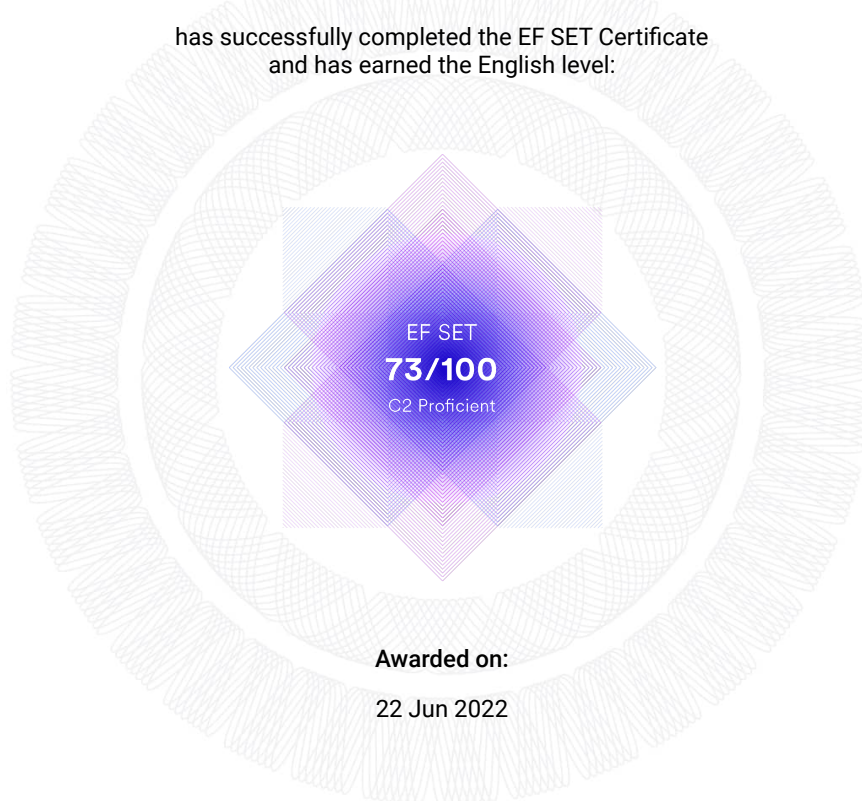 has successfully completed the EF SET Certificate
and has earned the English level:
EF SET
73/100
C2 Proficient
Awarded on:
22 Jun 2022